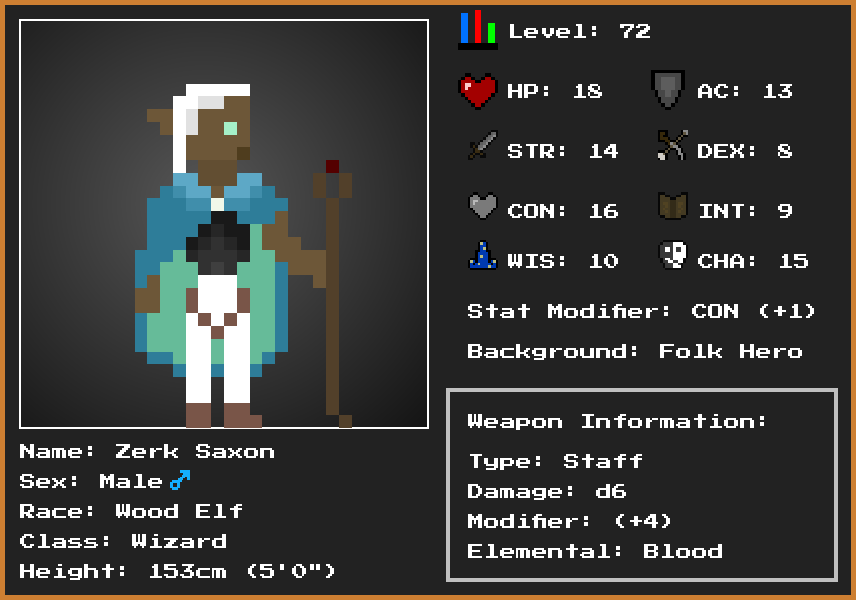 Level: 72
HP: 18 AC: 13
STR: 14 DEX: 8
CON: 16 INT: 9
WIS: 10 CHA: 15
Stat Modifier: CON (+1)
Background: Folk Hero
Weapon Information:
Type: Staff
Damage: d6
Modifier: (+4)
Elemental: Blood
Name: Zerk Saxon
Sex: Male ♂
Race: Wood Elf
Class: Wizard
Height: 153cm (5'0")